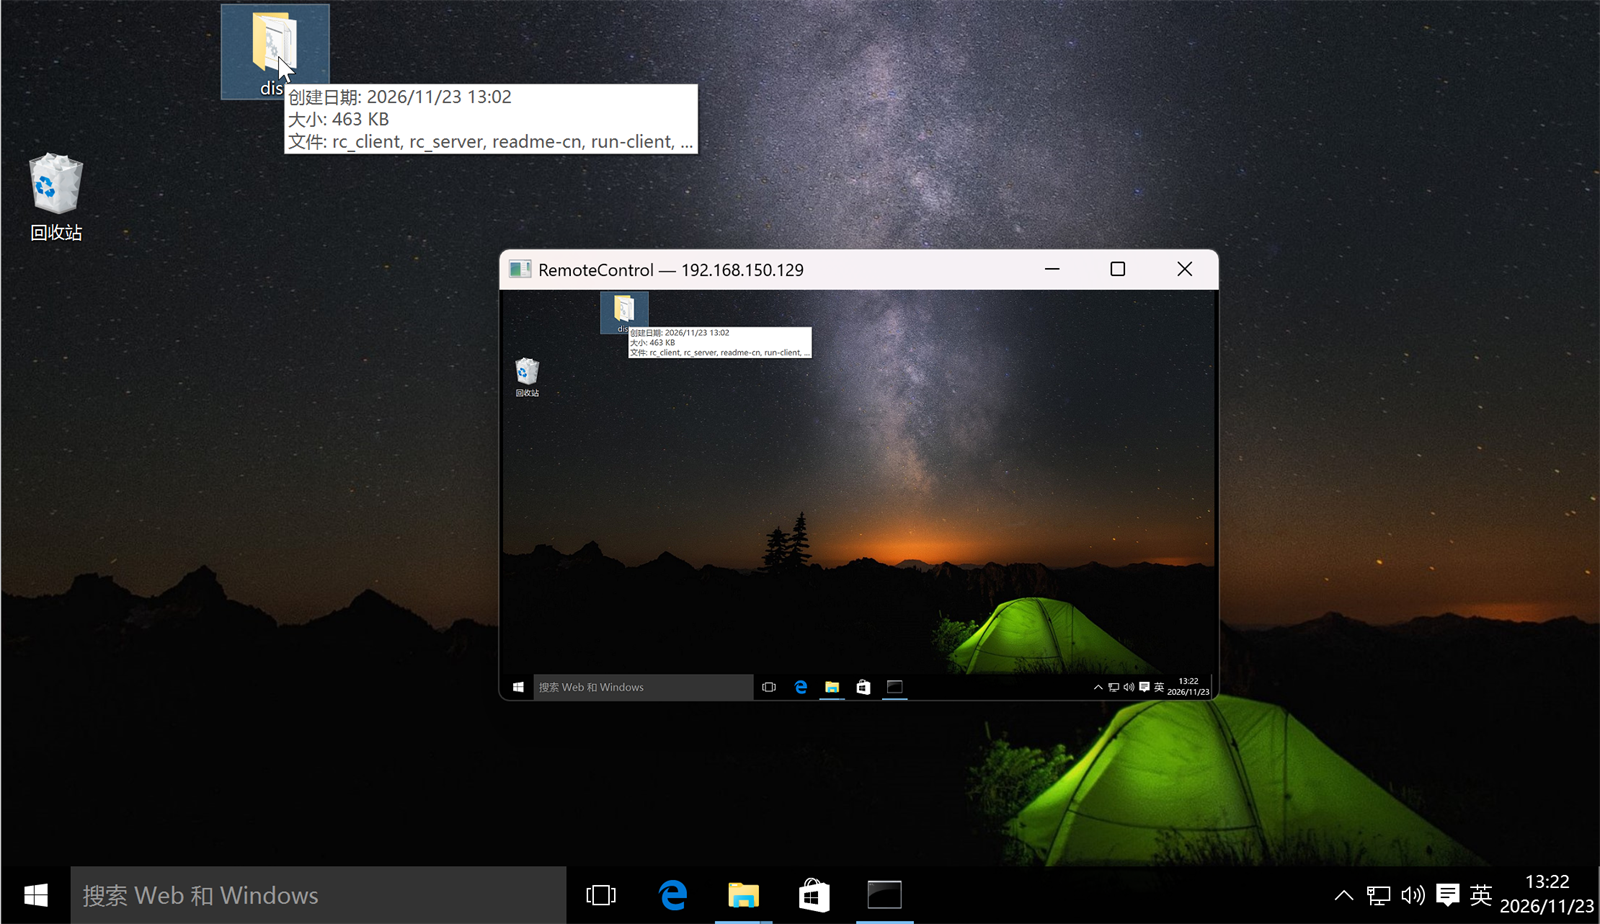 dis
创建日期: 2026/11/23 13:02
大小: 463 KB
文件: rc_client, rc_server, readme-cn, run-client, ...
回收站
RemoteControl — 192.168.150.129
dis
创建日期: 2026/11/23 13:02
大小: 463 KB
文件: rc_client, rc_server, readme-cn, run-client, ...
回收站
搜索 Web 和 Windows
英
13:22
2026/11/23
搜索 Web 和 Windows
英
13:22
2026/11/23